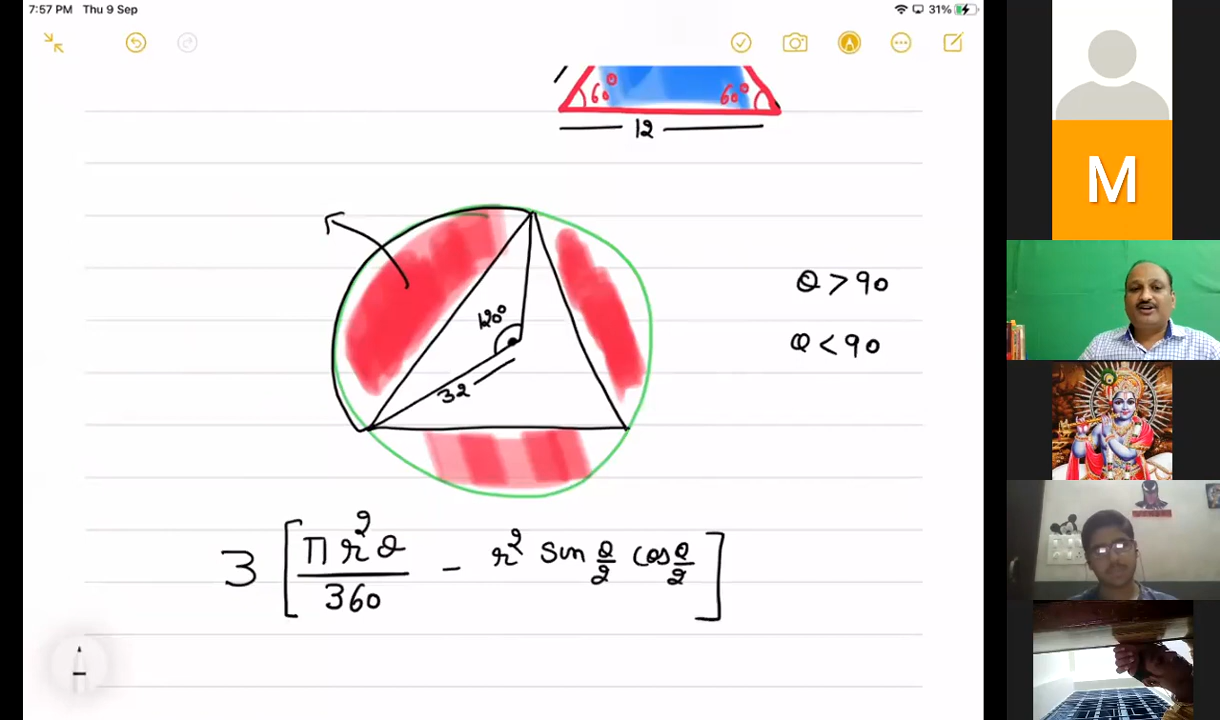 7:57 PM Thu 9 Sep 31%
60° 60°
12
120°
32
θ > 90
θ < 90
3 [ πr²θ / 360 - r² sin θ/2 cos θ/2 ]
M